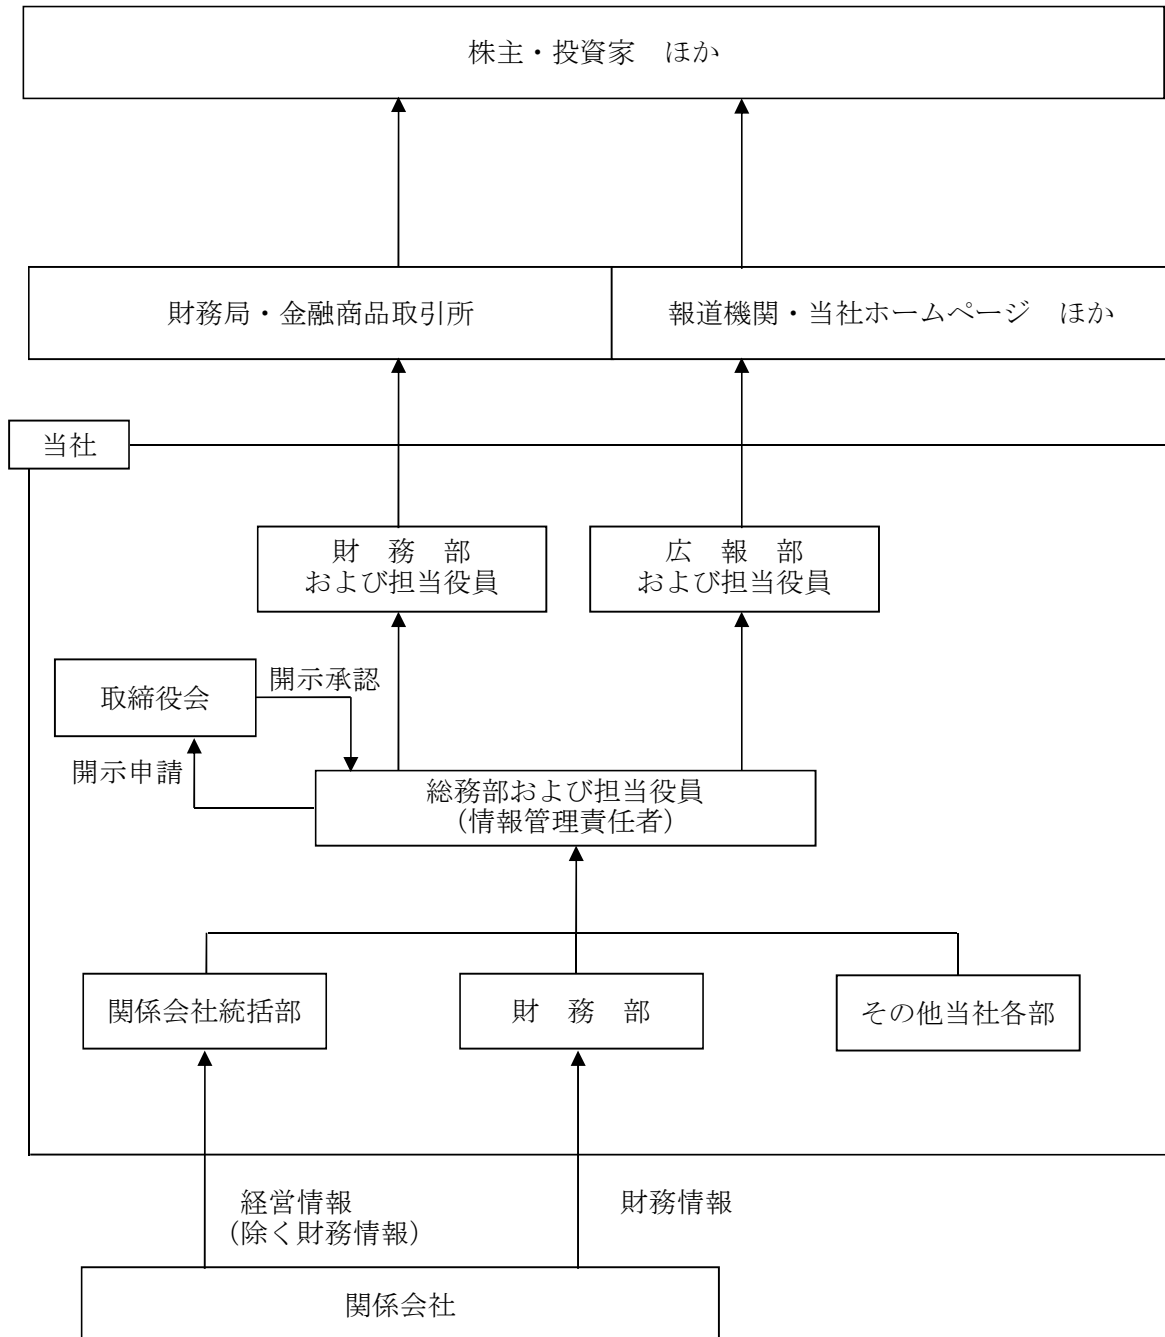 株主・投資家　ほか
財務局・金融商品取引所
報道機関・当社ホームページ　ほか
当社
財　務　部
および担当役員
広　報　部
および担当役員
取締役会
開示承認
開示申請
総務部および担当役員
（情報管理責任者）
関係会社統括部
財　務　部
その他当社各部
経営情報
（除く財務情報）
財務情報
関係会社